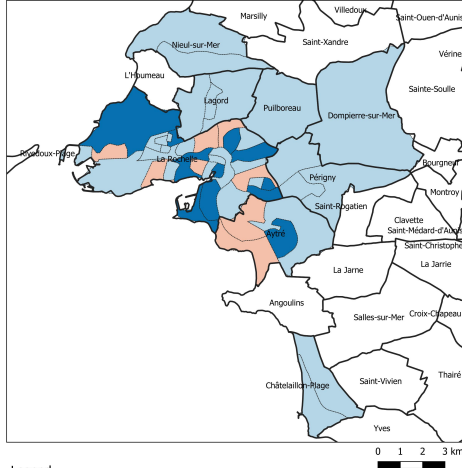 Villedoux
Marsilly
Saint-Ouen-d'Aunis
Nieul-sur-Mer
Saint-Xandre
Vérine
L'Houmeau
Sainte-Soulle
Lagord
Puilboreau
Dompierre-sur-Mer
Rivedoux-Plage
La Rochelle
Bourgneuf
Périgny
Montroy
Saint-Rogatien
Clavette
Saint-Médard-d'Aunis
Aytré
Saint-Christophe
La Jarne
La Jarrie
Angoulins
Salles-sur-Mer
Croix-Chapeau
Thairé
Châtelaillon-Plage
Saint-Vivien
Yves
0 1 2 3 km